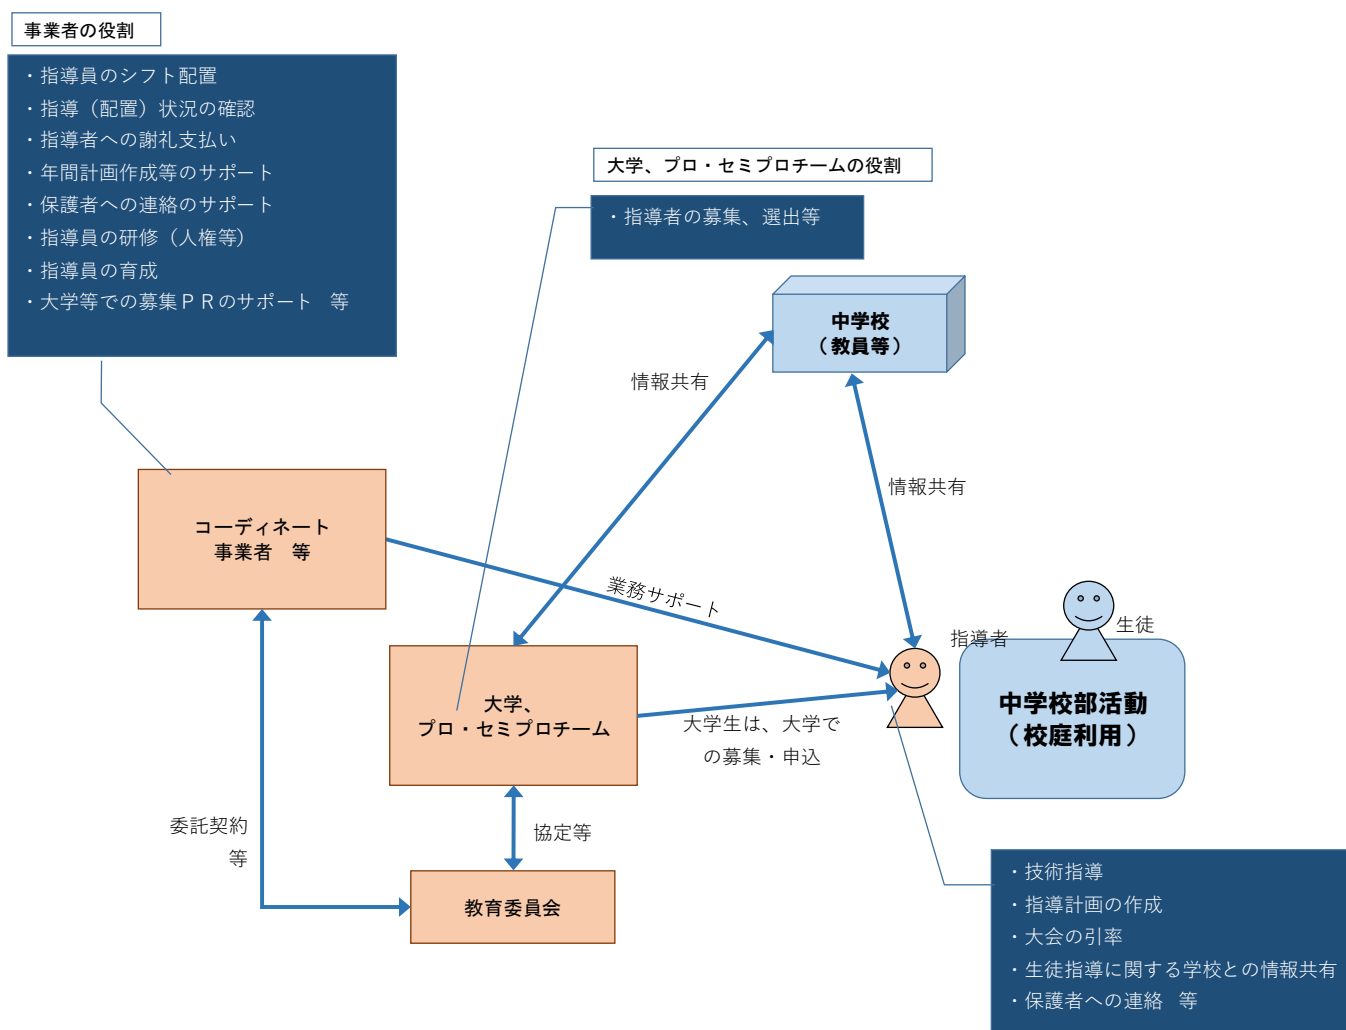 事業者の役割
・指導員のシフト配置
・指導（配置）状況の確認
・指導者への謝礼支払い
・年間計画作成等のサポート
・保護者への連絡のサポート
・指導員の研修（人権等）
・指導員の育成
・大学等での募集ＰＲのサポート　等
大学、プロ・セミプロチームの役割
・指導者の募集、選出等
中学校
（教員等）
情報共有
情報共有
コーディネート
事業者　等
業務サポート
生徒
指導者
大学、
プロ・セミプロチーム
中学校部活動
（校庭利用）
大学生は、大学で
の募集・申込
委託契約
等
協定等
教育委員会
・技術指導
・指導計画の作成
・大会の引率
・生徒指導に関する学校との情報共有
・保護者への連絡　等